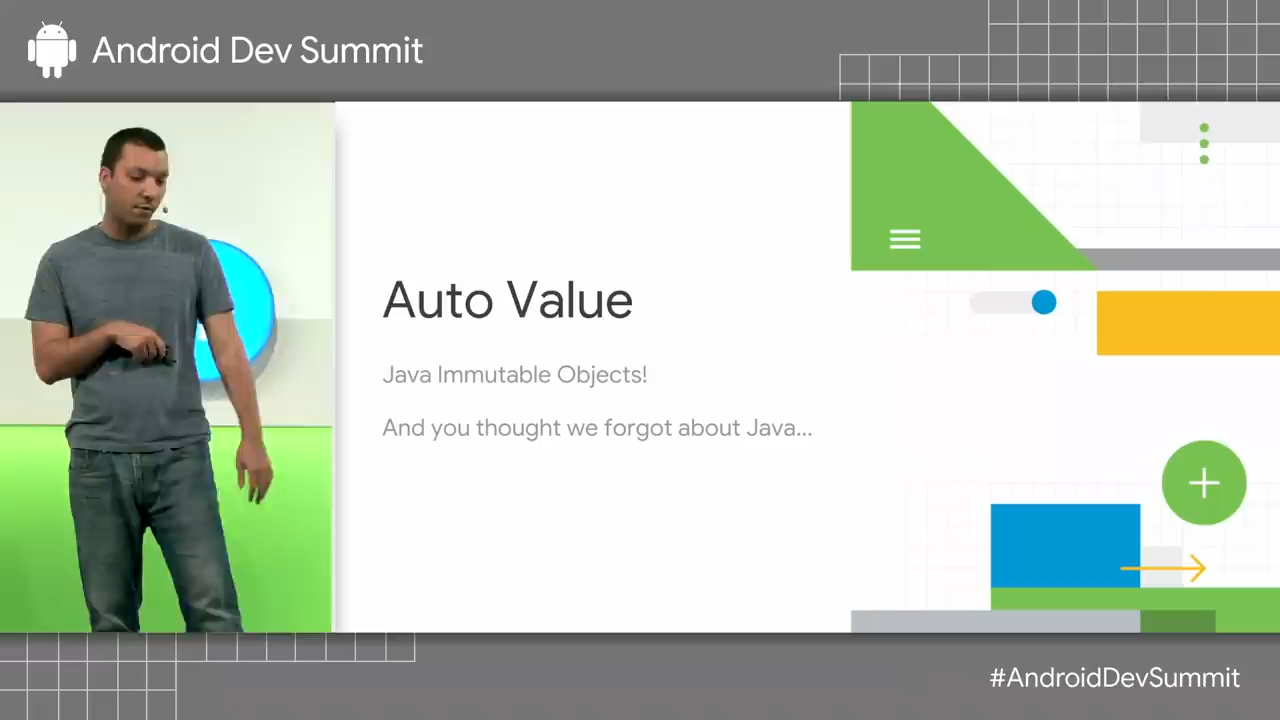 Android Dev Summit
Auto Value
Java Immutable Objects!
And you thought we forgot about Java...
#AndroidDevSummit